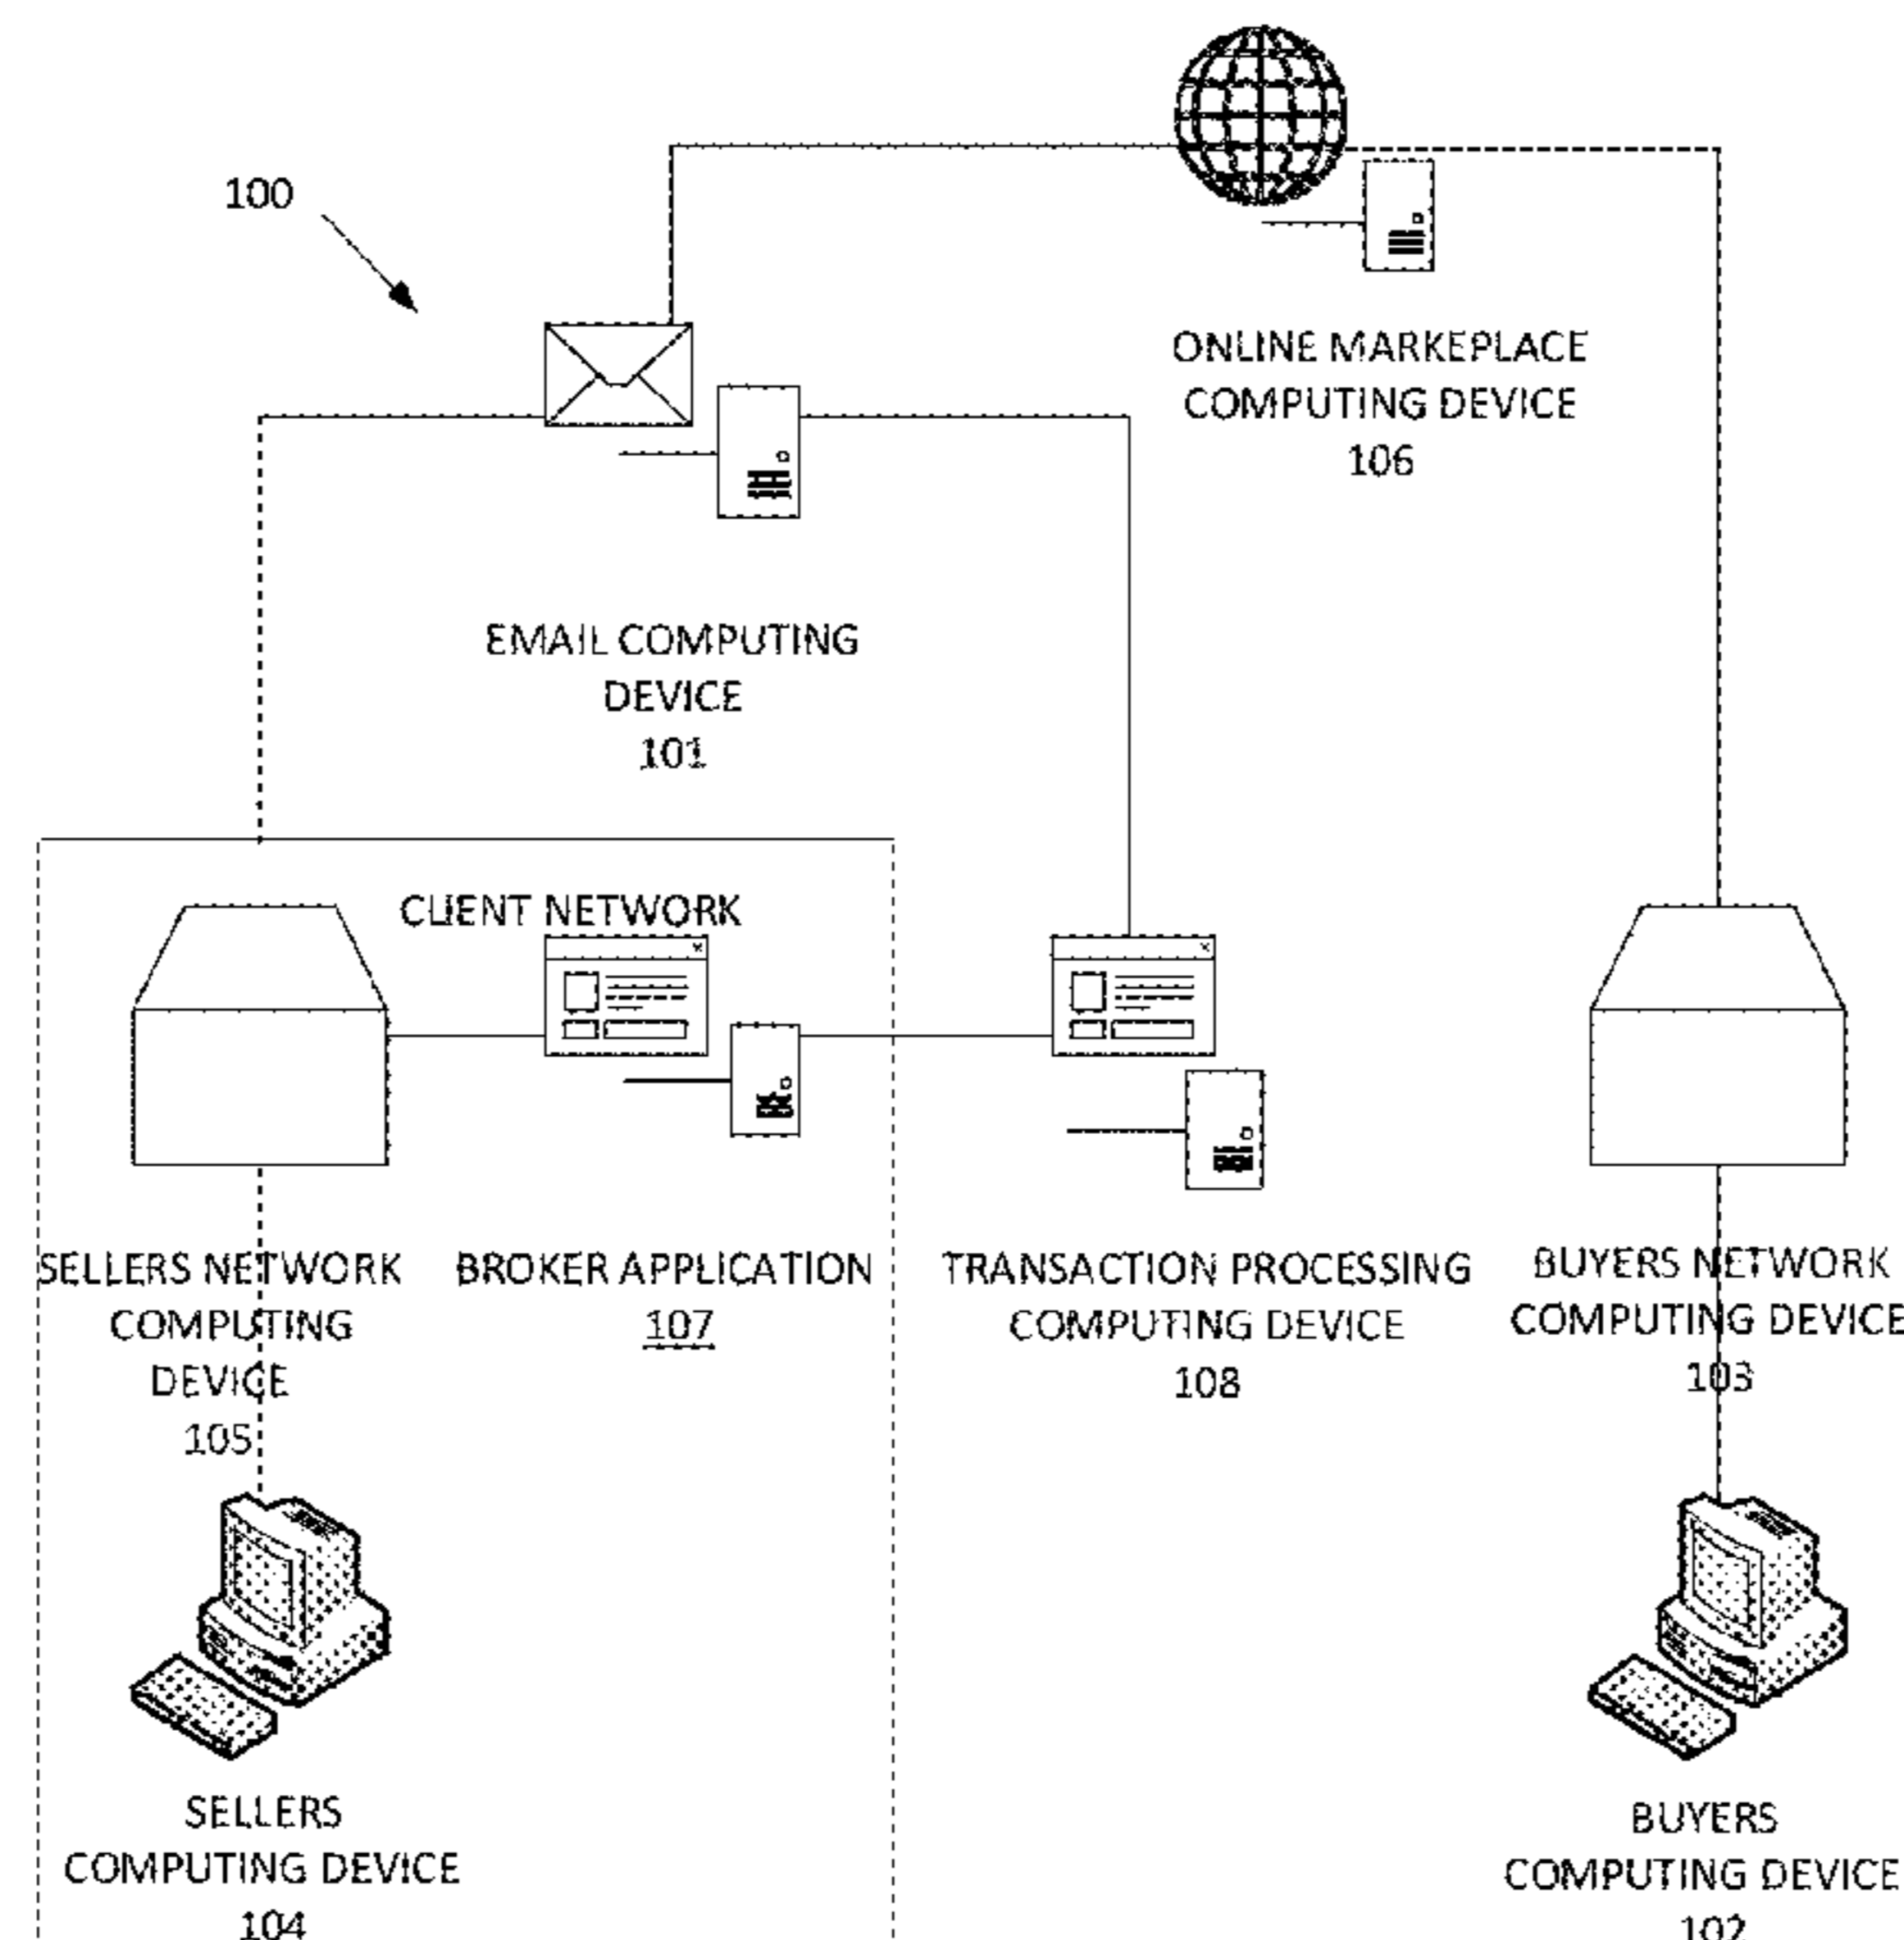 100
ONLINE MARKEPLACE
COMPUTING DEVICE
106
EMAIL COMPUTING
DEVICE
101
CLIENT NETWORK
SELLERS NETWORK
COMPUTING
DEVICE
105
BROKER APPLICATION
107
TRANSACTION PROCESSING
COMPUTING DEVICE
108
BUYERS NETWORK
COMPUTING DEVICE
103
SELLERS
COMPUTING DEVICE
104
BUYERS
COMPUTING DEVICE
102